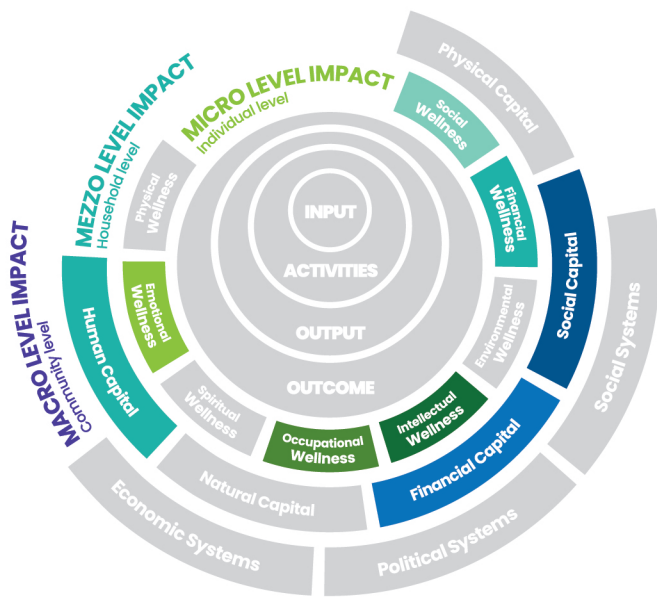 MICRO LEVEL IMPACT
Individual level
MEZZO LEVEL IMPACT
Household level
MACRO LEVEL IMPACT
Community level
INPUT
ACTIVITIES
OUTPUT
OUTCOME
Social
Wellness
Financial
Wellness
Environmental
Wellness
Intellectual
Wellness
Occupational
Wellness
Spiritual
Wellness
Emotional
Wellness
Physical
Wellness
Physical Capital
Social Capital
Financial Capital
Natural Capital
Human Capital
Social Systems
Political Systems
Economic Systems